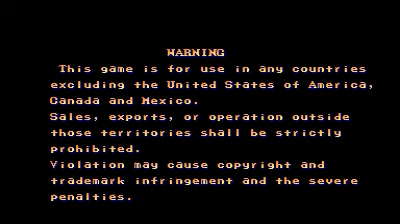 WARNING
This game is for use in any countries
excluding the United States of America,
Canada and Mexico.
Sales, exports, or operation outside
those territories shall be strictly
prohibited.
Violation may cause copyright and
trademark infringement and the severe
penalties.